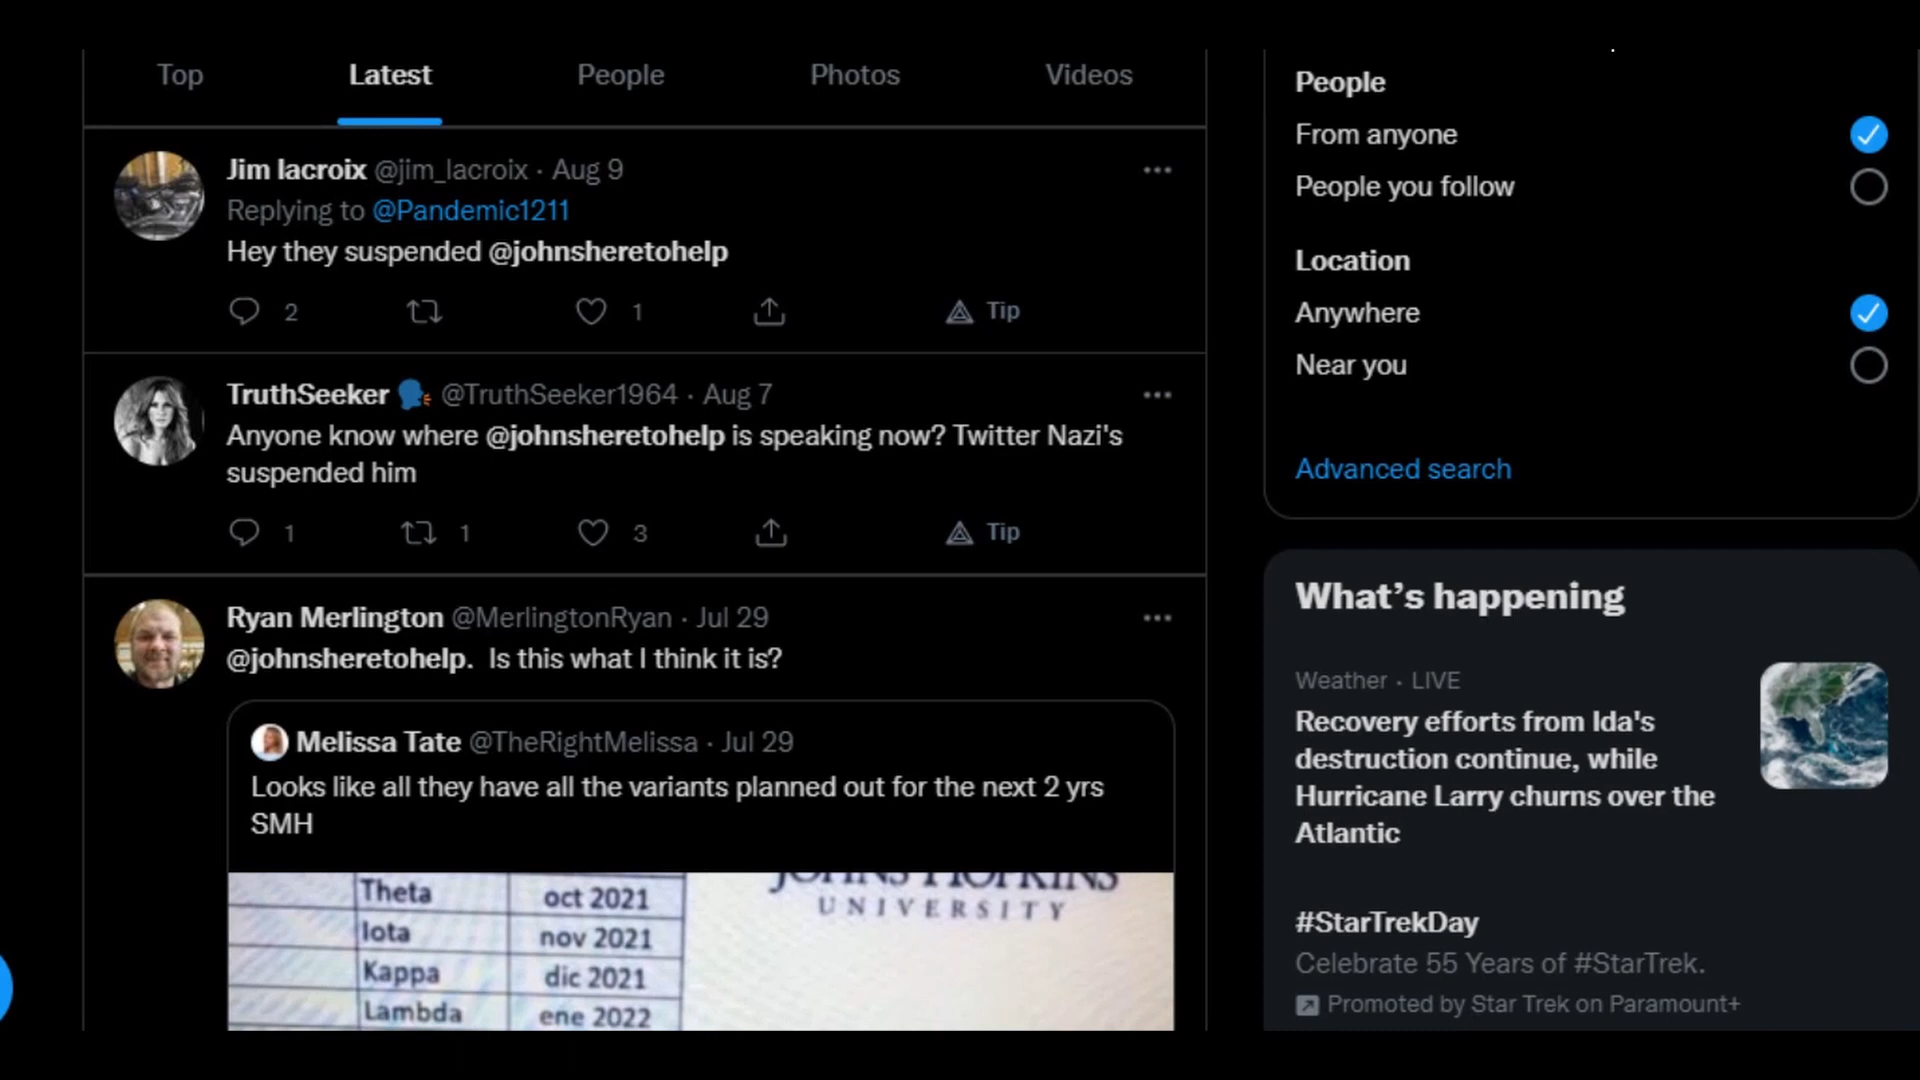 Top
Latest
People
Photos
Videos
Jim lacroix @jim_lacroix · Aug 9
Replying to @Pandemic1211
Hey they suspended @johnsheretohelp
2
1
Tip
TruthSeeker @TruthSeeker1964 · Aug 7
Anyone know where @johnsheretohelp is speaking now? Twitter Nazi's
suspended him
1
1
3
Tip
Ryan Merlington @MerlingtonRyan · Jul 29
@johnsheretohelp. Is this what I think it is?
Melissa Tate @TheRightMelissa · Jul 29
Looks like all they have all the variants planned out for the next 2 yrs
SMH
Theta oct 2021
Iota nov 2021
Kappa dic 2021
Lambda ene 2022
JOHNS HOPKINS
UNIVERSITY
People
From anyone
People you follow
Location
Anywhere
Near you
Advanced search
What's happening
Weather · LIVE
Recovery efforts from Ida's
destruction continue, while
Hurricane Larry churns over the
Atlantic
#StarTrekDay
Celebrate 55 Years of #StarTrek.
Promoted by Star Trek on Paramount+